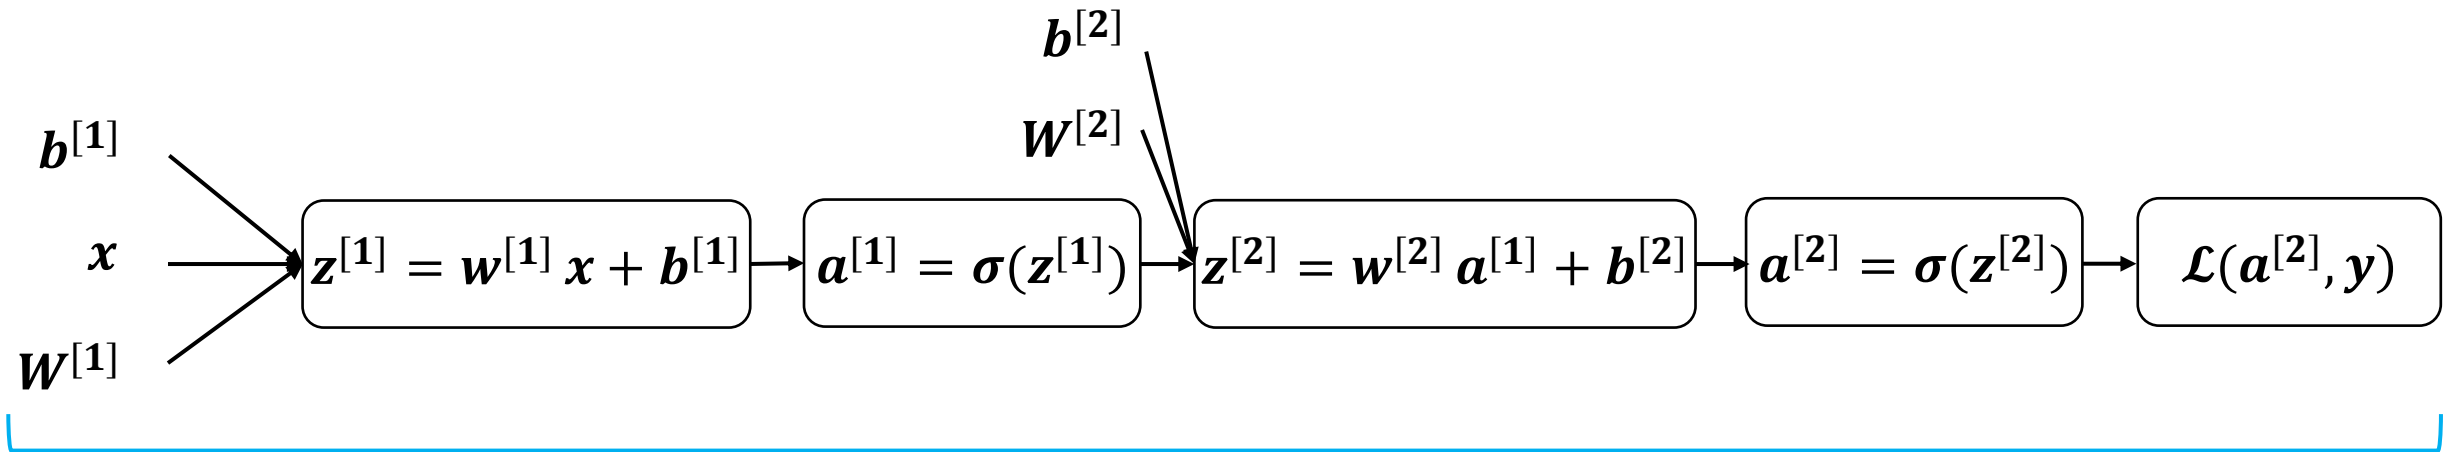 b^[2]
W^[2]
b^[1]
x
W^[1]
z^[1] = w^[1] x + b^[1]
a^[1] = σ(z^[1])
z^[2] = w^[2] a^[1] + b^[2]
a^[2] = σ(z^[2])
ℒ(a^[2], y)